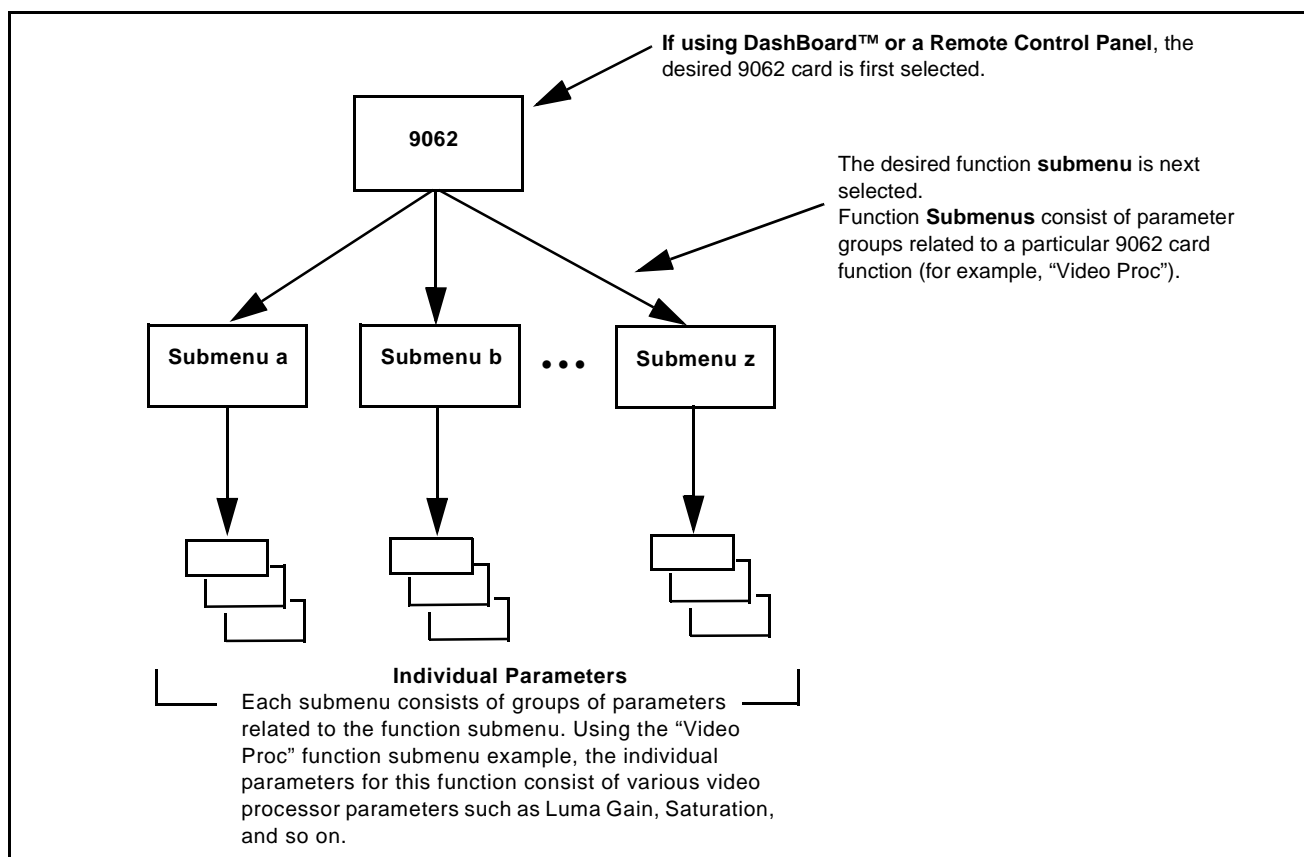 If using DashBoard™ or a Remote Control Panel, the
desired 9062 card is first selected.
9062
The desired function submenu is next
selected.
Function Submenus consist of parameter
groups related to a particular 9062 card
function (for example, “Video Proc”).
Submenu a
Submenu b
•••
Submenu z
Individual Parameters
Each submenu consists of groups of parameters
related to the function submenu. Using the “Video
Proc” function submenu example, the individual
parameters for this function consist of various video
processor parameters such as Luma Gain, Saturation,
and so on.